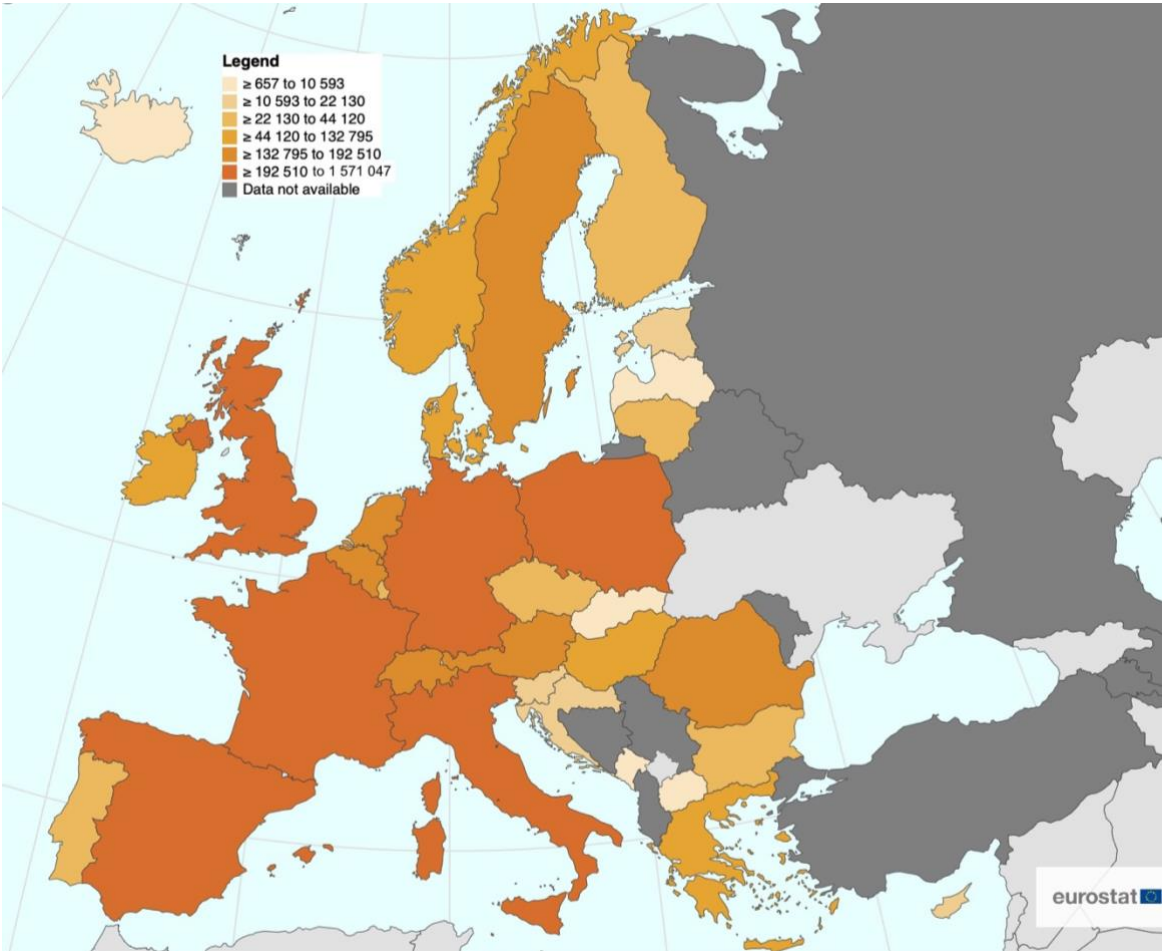 Legend
≥ 657 to 10 593
≥ 10 593 to 22 130
≥ 22 130 to 44 120
≥ 44 120 to 132 795
≥ 132 795 to 192 510
≥ 192 510 to 1 571 047
Data not available
eurostat